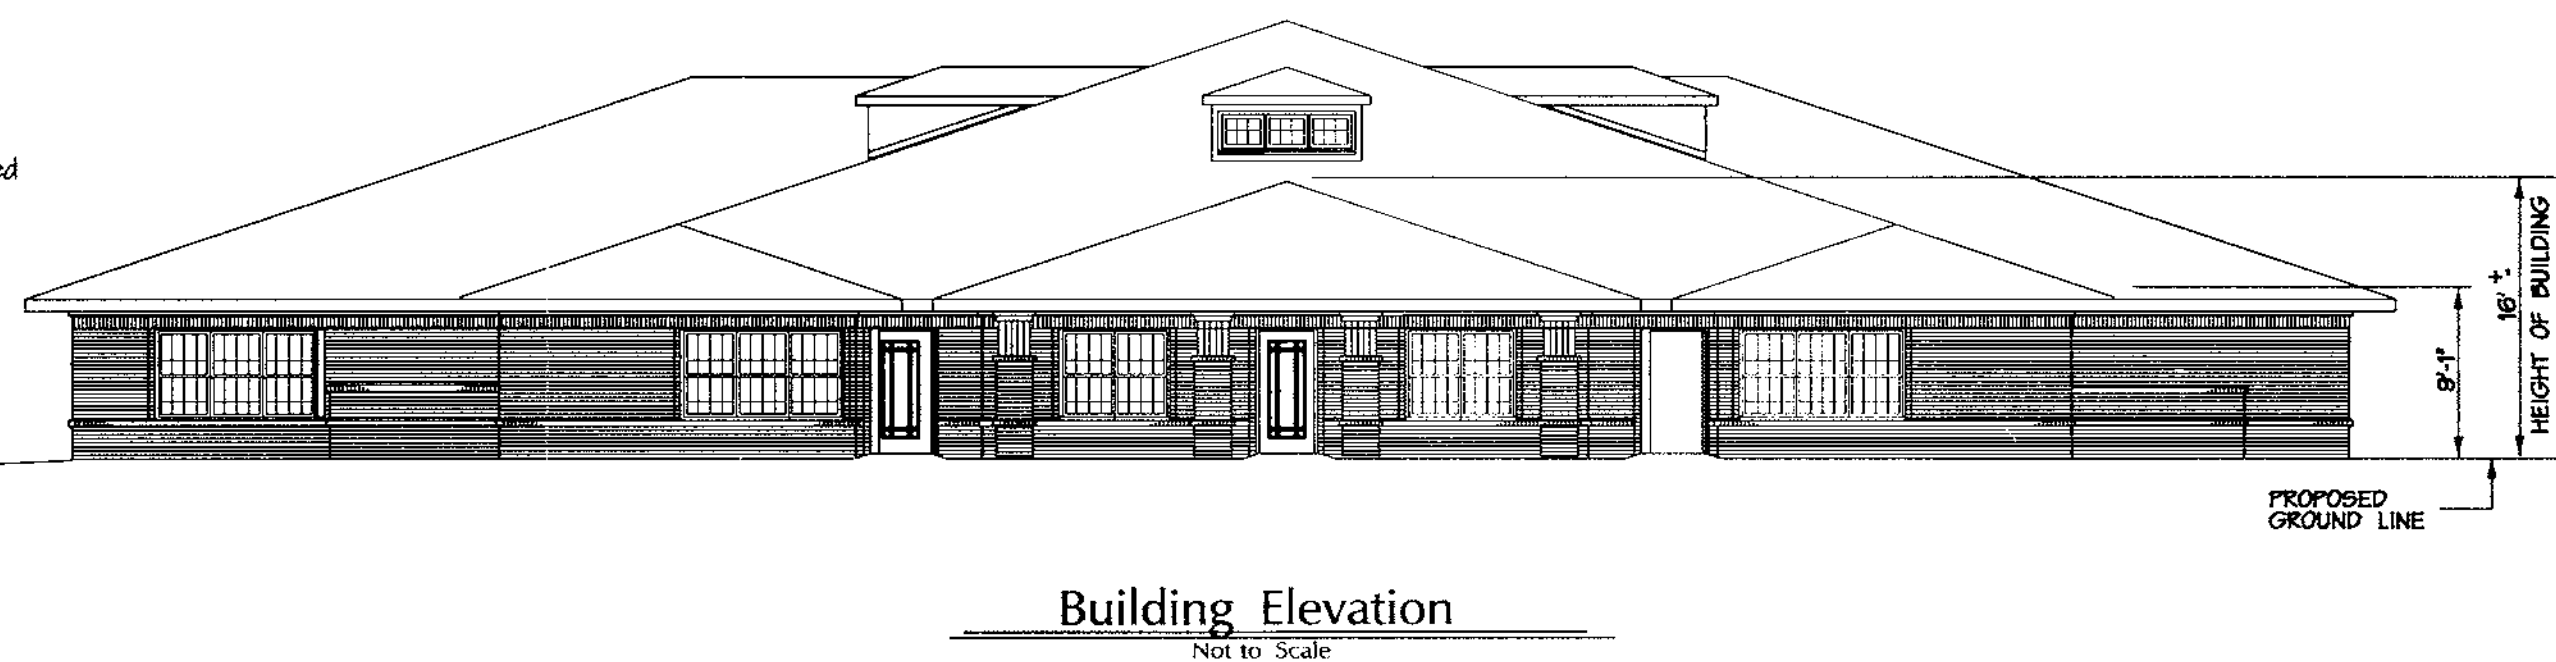 16' ±
HEIGHT OF BUILDING
9'-1"
PROPOSED
GROUND LINE
Building Elevation
Not to Scale